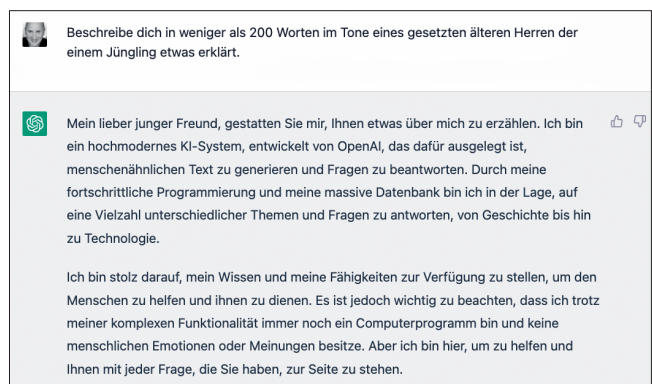 Beschreibe dich in weniger als 200 Worten im Tone eines gesetzten älteren Herren der
einem Jüngling etwas erklärt.
Mein lieber junger Freund, gestatten Sie mir, Ihnen etwas über mich zu erzählen. Ich bin
ein hochmodernes KI-System, entwickelt von OpenAI, das dafür ausgelegt ist,
menschenähnlichen Text zu generieren und Fragen zu beantworten. Durch meine
fortschrittliche Programmierung und meine massive Datenbank bin ich in der Lage, auf
eine Vielzahl unterschiedlicher Themen und Fragen zu antworten, von Geschichte bis hin
zu Technologie.
Ich bin stolz darauf, mein Wissen und meine Fähigkeiten zur Verfügung zu stellen, um den
Menschen zu helfen und ihnen zu dienen. Es ist jedoch wichtig zu beachten, dass ich trotz
meiner komplexen Funktionalität immer noch ein Computerprogramm bin und keine
menschlichen Emotionen oder Meinungen besitze. Aber ich bin hier, um zu helfen und
Ihnen mit jeder Frage, die Sie haben, zur Seite zu stehen.